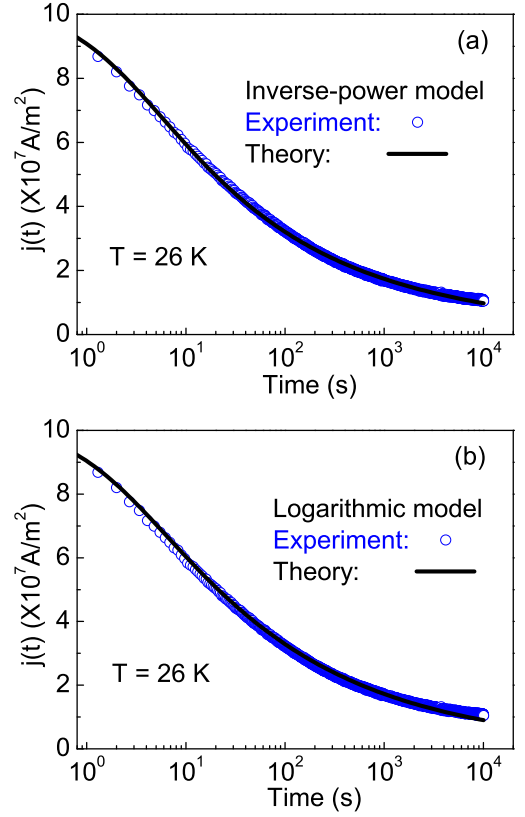 (a)
10
8
6
4
2
0
j(t) (X10⁷A/m²)
Inverse-power model
Experiment:
Theory:
T = 26 K
10⁰ 10¹ 10² 10³ 10⁴
Time (s)
(b)
10
8
6
4
2
0
j(t) (X10⁷A/m²)
Logarithmic model
Experiment:
Theory:
T = 26 K
10⁰ 10¹ 10² 10³ 10⁴
Time (s)